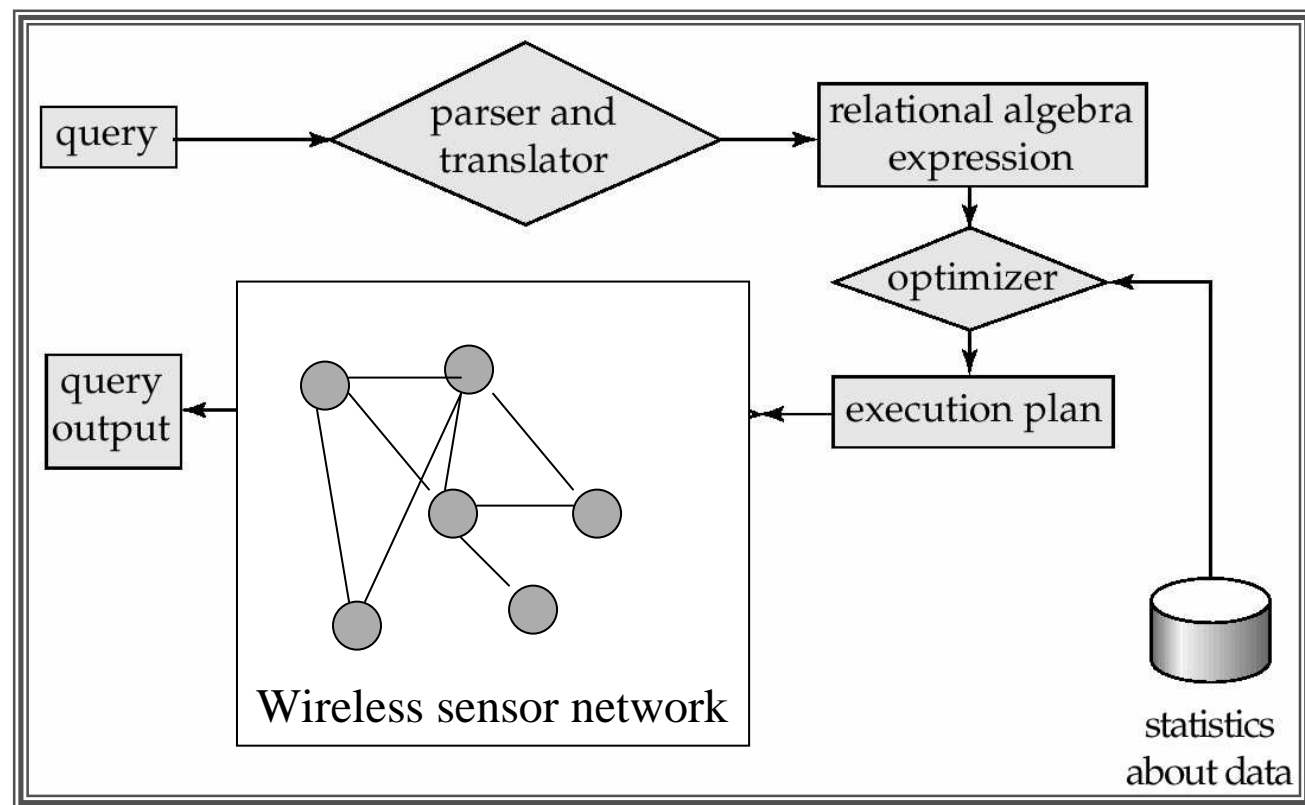 query
parser and
translator
relational algebra
expression
optimizer
query
output
execution plan
Wireless sensor network
statistics
about data